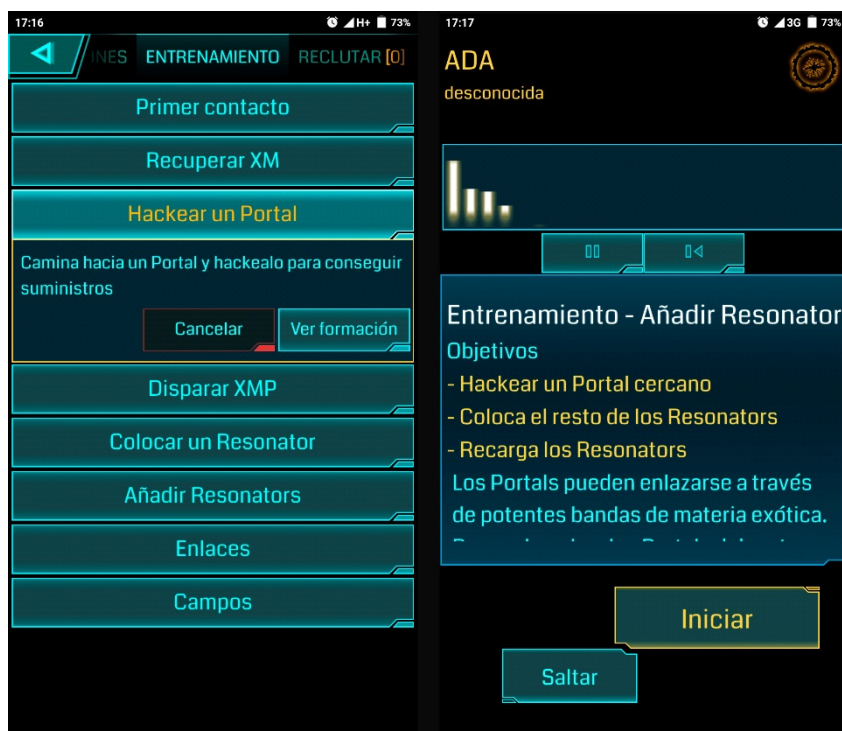 17:16
H+ 73%
INES ENTRENAMIENTO RECLUTAR [0]
Primer contacto
Recuperar XM
Hackear un Portal
Camina hacia un Portal y hackealo para conseguir
suministros
Cancelar Ver formación
Disparar XMP
Colocar un Resonator
Añadir Resonators
Enlaces
Campos
17:17
3G 73%
ADA
desconocida
Entrenamiento - Añadir Resonator
Objetivos
- Hackear un Portal cercano
- Coloca el resto de los Resonators
- Recarga los Resonators
Los Portals pueden enlazarse a través
de potentes bandas de materia exótica.
Iniciar
Saltar